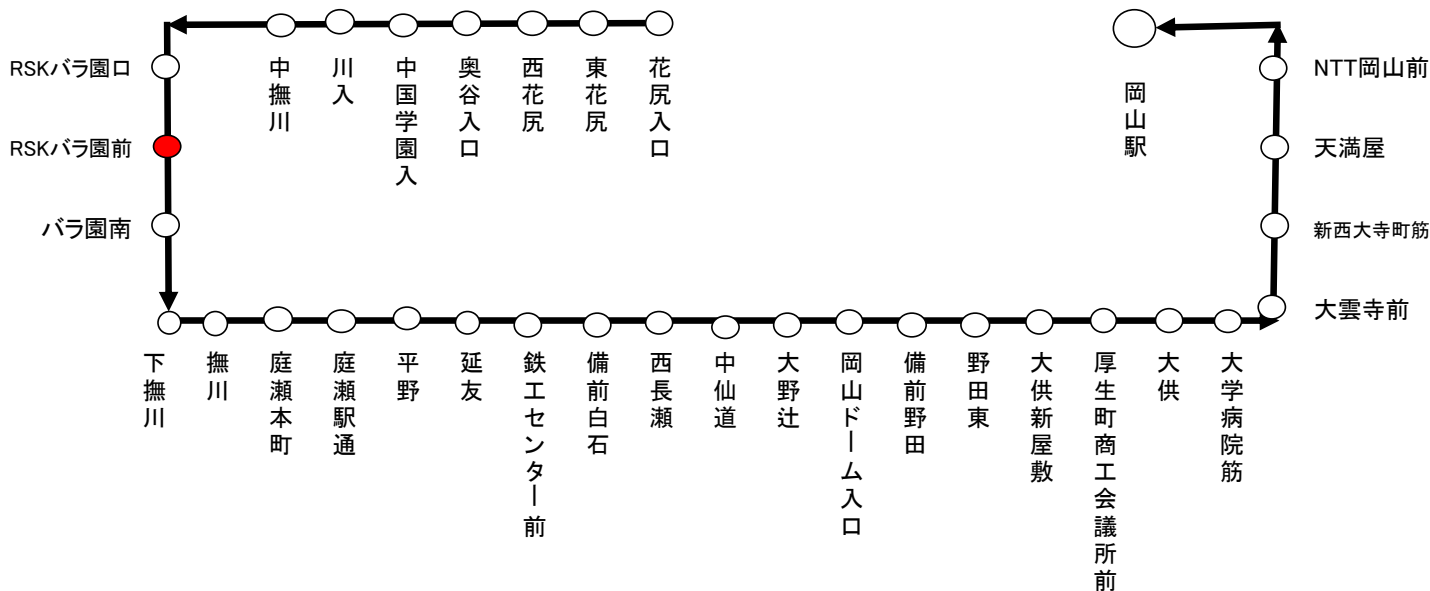 花尻入口
東花尻
西花尻
奥谷入口
中国学園入
川入
中撫川
RSKバラ園口
RSKバラ園前
バラ園南
下撫川
撫川
庭瀬本町
庭瀬駅通
平野
延友
鉄工センター前
備前白石
西長瀬
中仙道
大野辻
岡山ドーム入口
備前野田
野田東
大供新屋敷
厚生町商工会議所前
大供
大学病院筋
大雲寺前
新西大寺町筋
天満屋
NTT岡山前
岡山駅